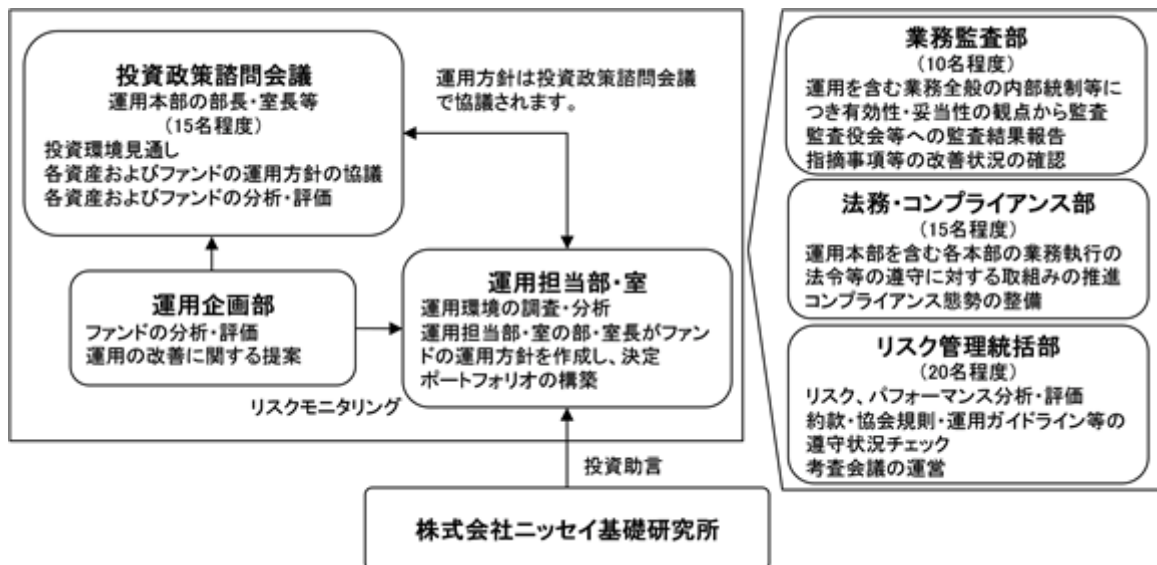 投資政策諮問会議
運用本部の部長・室長等
(15名程度)
投資環境見通し
各資産およびファンドの運用方針の協議
各資産およびファンドの分析・評価
運用方針は投資政策諮問会議
で協議されます。
運用企画部
ファンドの分析・評価
運用の改善に関する提案
リスクモニタリング
運用担当部・室
運用環境の調査・分析
運用担当部・室の部・室長がファン
ドの運用方針を作成し、決定
ポートフォリオの構築
投資助言
株式会社ニッセイ基礎研究所
業務監査部
(10名程度)
運用を含む業務全般の内部統制等に
つき有効性・妥当性の観点から監査
監査役会等への監査結果報告
指摘事項等の改善状況の確認
法務・コンプライアンス部
(15名程度)
運用本部を含む各本部の業務執行の
法令等の遵守に対する取組みの推進
コンプライアンス態勢の整備
リスク管理統括部
(20名程度)
リスク、パフォーマンス分析・評価
約款・協会規則・運用ガイドライン等の
遵守状況チェック
考査会議の運営